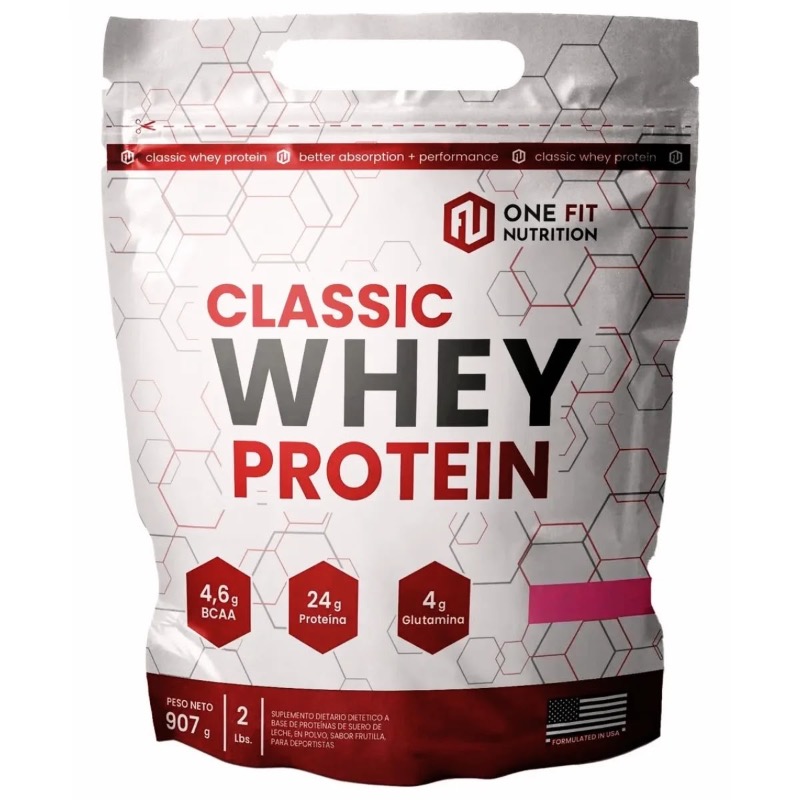 classic whey protein better absorption + performance classic whey protein
ONE FIT
NUTRITION
CLASSIC
WHEY
PROTEIN
4,6g
BCAA
24g
Proteína
4g
Glutamina
PESO NETO
907 g
2
Lbs.
SUPLEMENTO DIETARIO DIETETICO A
BASE DE PROTEÍNAS DE SUERO DE
LECHE, EN POLVO, SABOR FRUTILLA,
PARA DEPORTISTAS
FORMULATED IN USA